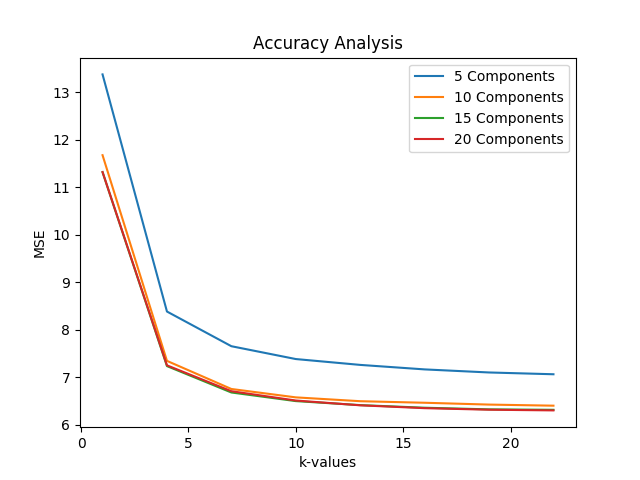 Accuracy Analysis
5 Components
10 Components
15 Components
20 Components
MSE
13
12
11
10
9
8
7
6
0 5 10 15 20
k-values